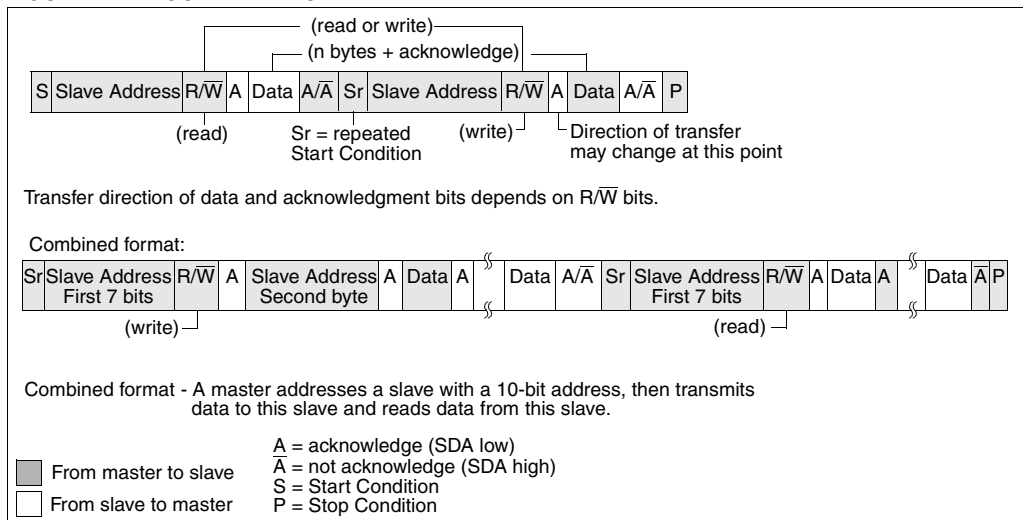 (read or write)
(n bytes + acknowledge)
S Slave Address R/W̅ A Data A/A̅ Sr Slave Address R/W̅ A Data A/A̅ P
(read) Sr = repeated Start Condition (write) Direction of transfer may change at this point
Transfer direction of data and acknowledgment bits depends on R/W̅ bits.
Combined format:
Sr Slave Address First 7 bits R/W̅ A Slave Address Second byte A Data A Data A/A̅ Sr Slave Address First 7 bits R/W̅ A Data A Data A̅ P
(write) (read)
Combined format - A master addresses a slave with a 10-bit address, then transmits
data to this slave and reads data from this slave.
A = acknowledge (SDA low)
A̅ = not acknowledge (SDA high)
S = Start Condition
P = Stop Condition
From master to slave
From slave to master